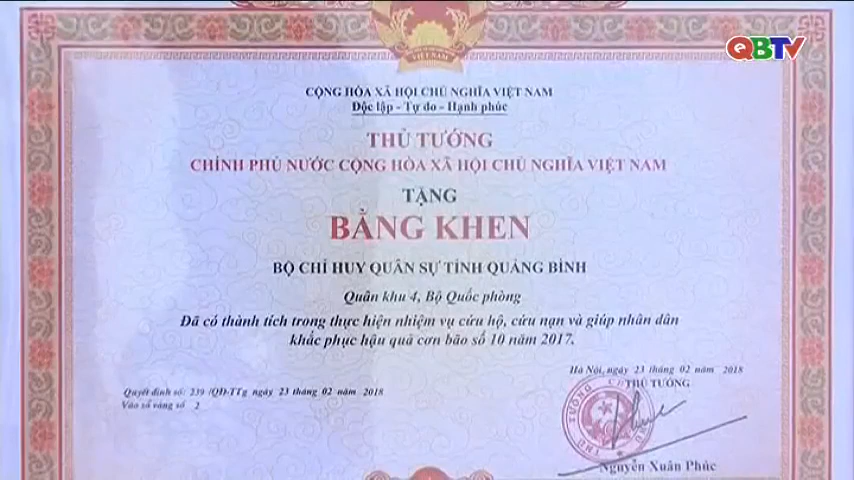 QBTV
VIỆT NAM
CỘNG HÒA XÃ HỘI CHỦ NGHĨA VIỆT NAM
Độc lập - Tự do - Hạnh phúc
THỦ TƯỚNG
CHÍNH PHỦ NƯỚC CỘNG HÒA XÃ HỘI CHỦ NGHĨA VIỆT NAM
TẶNG
BẰNG KHEN
BỘ CHỈ HUY QUÂN SỰ TỈNH QUẢNG BÌNH
Quân khu 4, Bộ Quốc phòng
Đã có thành tích trong thực hiện nhiệm vụ cứu hộ, cứu nạn và giúp nhân dân
khắc phục hậu quả cơn bão số 10 năm 2017.
Hà Nội, ngày 23 tháng 02 năm 2018
THỦ TƯỚNG
Quyết định số: 239 /QĐ-TTg ngày 23 tháng 02 năm 2018
Vào sổ vàng số 2
Nguyễn Xuân Phúc